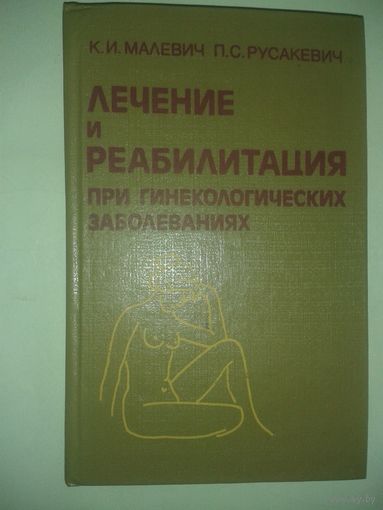 К.И.МАЛЕВИЧ П.С.РУСАКЕВИЧ
ЛЕЧЕНИЕ
И
РЕАБИЛИТАЦИЯ
ПРИ ГИНЕКОЛОГИЧЕСКИХ
ЗАБОЛЕВАНИЯХ